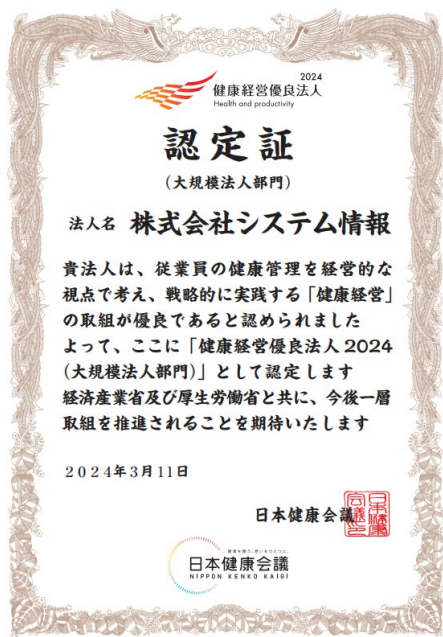 2024
健康経営優良法人
Health and productivity
認定証
(大規模法人部門)
法人名 株式会社システム情報
貴法人は、従業員の健康管理を経営的な
視点で考え、戦略的に実践する「健康経営」
の取組が優良であると認められました
よって、ここに「健康経営優良法人2024
(大規模法人部門)」として認定します
経済産業省及び厚生労働省と共に、今後一層
取組を推進されることを期待いたします
2024年3月11日
日本健康会議
日本健康会議
NIPPON KENKO KAIGI